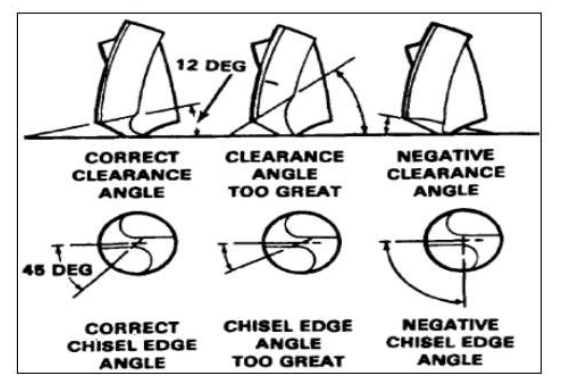 12 DEG
CORRECT
CLEARANCE
ANGLE
CLEARANCE
ANGLE
TOO GREAT
NEGATIVE
CLEARANCE
ANGLE
45 DEG
CORRECT
CHISEL EDGE
ANGLE
CHISEL EDGE
ANGLE
TOO GREAT
NEGATIVE
CHISEL EDGE
ANGLE